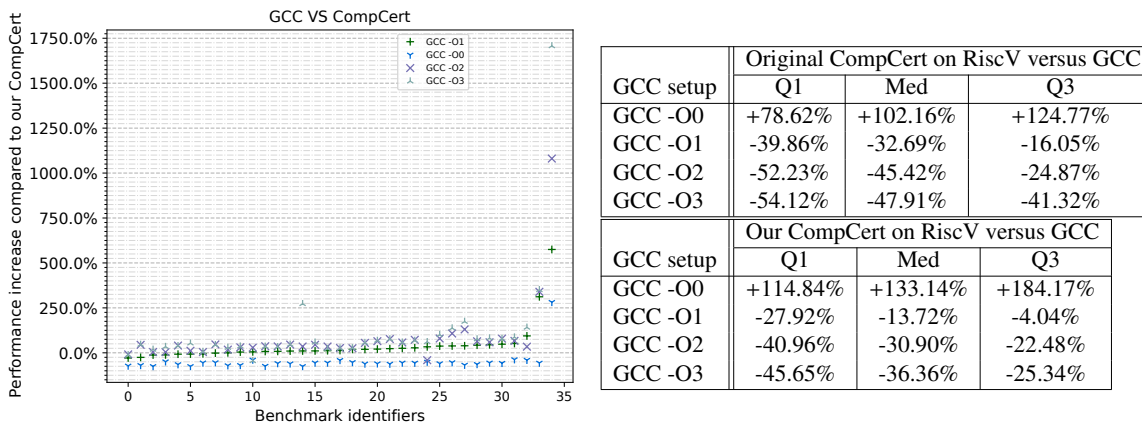 GCC VS CompCert
Performance increase compared to our CompCert
1750.0%
1500.0%
1250.0%
1000.0%
750.0%
500.0%
250.0%
0.0%
GCC -O1
GCC -O0
GCC -O2
GCC -O3
0 5 10 15 20 25 30 35
Benchmark identifiers
Original CompCert on RiscV versus GCC
GCC setup Q1 Med Q3
GCC -O0 +78.62% +102.16% +124.77%
GCC -O1 -39.86% -32.69% -16.05%
GCC -O2 -52.23% -45.42% -24.87%
GCC -O3 -54.12% -47.91% -41.32%
Our CompCert on RiscV versus GCC
GCC setup Q1 Med Q3
GCC -O0 +114.84% +133.14% +184.17%
GCC -O1 -27.92% -13.72% -4.04%
GCC -O2 -40.96% -30.90% -22.48%
GCC -O3 -45.65% -36.36% -25.34%